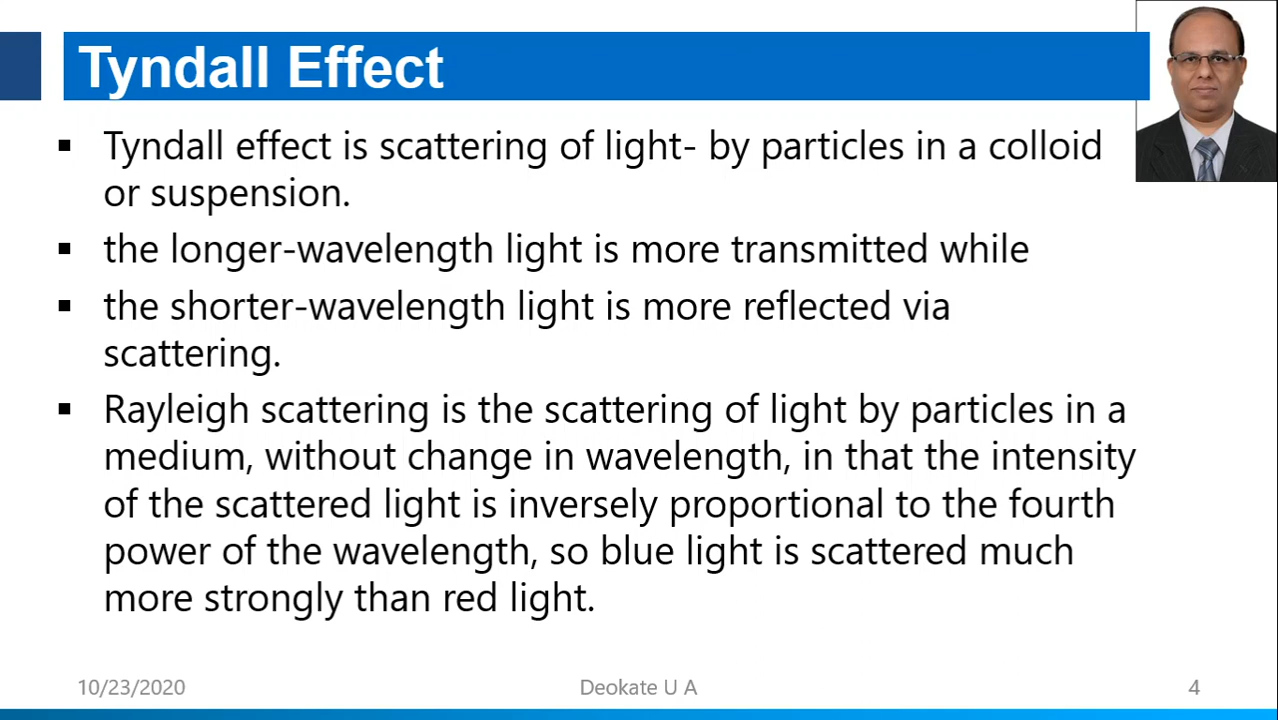 Tyndall Effect
▪ Tyndall effect is scattering of light- by particles in a colloid
or suspension.
▪ the longer-wavelength light is more transmitted while
▪ the shorter-wavelength light is more reflected via
scattering.
▪ Rayleigh scattering is the scattering of light by particles in a
medium, without change in wavelength, in that the intensity
of the scattered light is inversely proportional to the fourth
power of the wavelength, so blue light is scattered much
more strongly than red light.
10/23/2020 Deokate U A 4